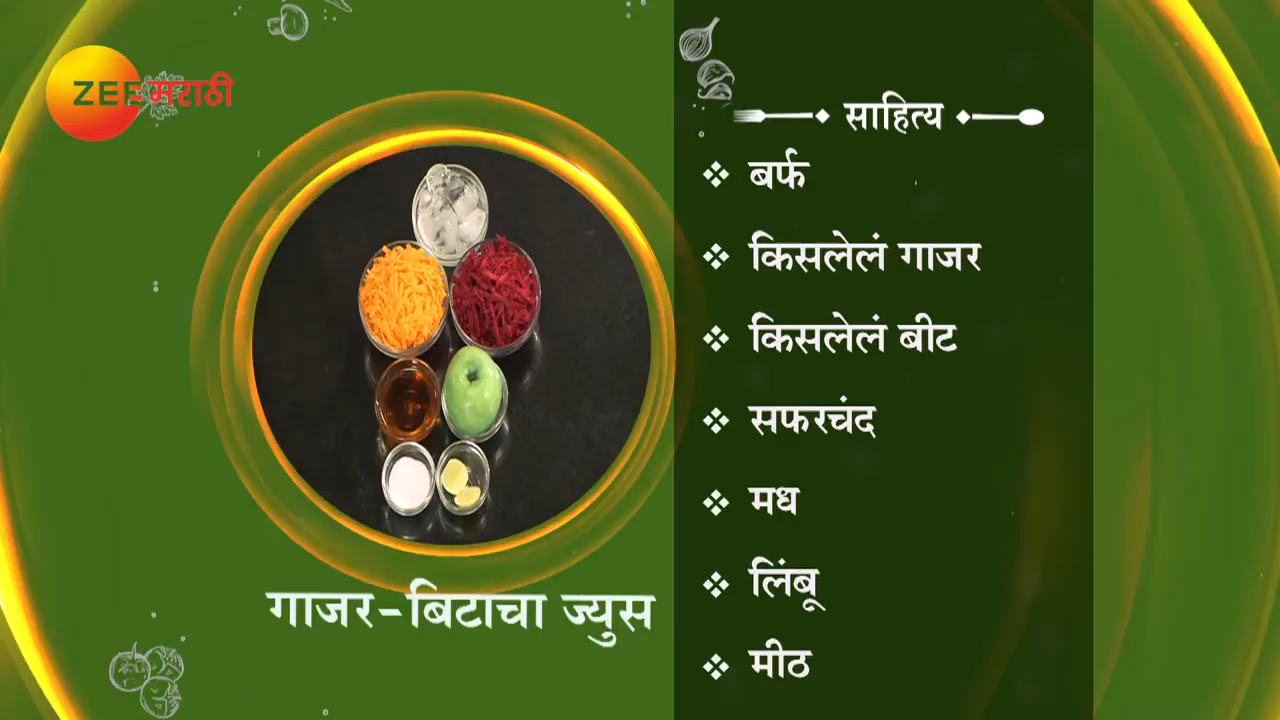 ZEE मराठी
साहित्य
बर्फ
किसलेलं गाजर
किसलेलं बीट
सफरचंद
मध
लिंबू
मीठ
गाजर-बिटाचा ज्युस